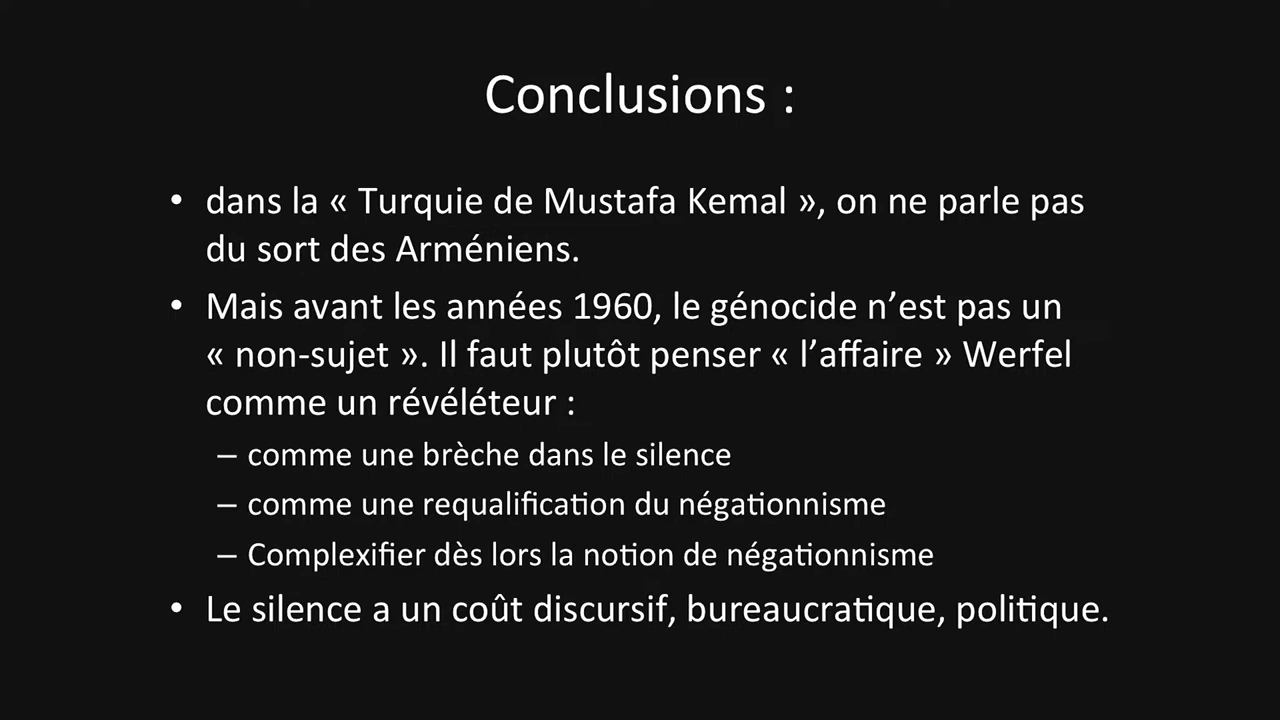 Conclusions :
• dans la « Turquie de Mustafa Kemal », on ne parle pas
du sort des Arméniens.
• Mais avant les années 1960, le génocide n’est pas un
« non-sujet ». Il faut plutôt penser « l’affaire » Werfel
comme un révéléteur :
– comme une brèche dans le silence
– comme une requalification du négationnisme
– Complexifier dès lors la notion de négationnisme
• Le silence a un coût discursif, bureaucratique, politique.